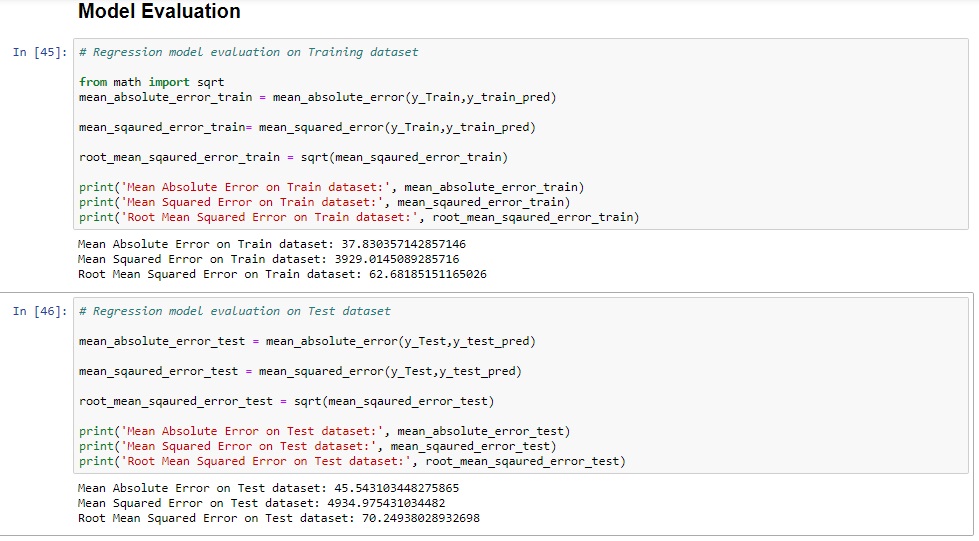 Model Evaluation
In [45]: # Regression model evaluation on Training dataset
from math import sqrt
mean_absolute_error_train = mean_absolute_error(y_Train,y_train_pred)
mean_sqaured_error_train= mean_squared_error(y_Train,y_train_pred)
root_mean_sqaured_error_train = sqrt(mean_sqaured_error_train)
print('Mean Absolute Error on Train dataset:', mean_absolute_error_train)
print('Mean Squared Error on Train dataset:', mean_sqaured_error_train)
print('Root Mean Squared Error on Train dataset:', root_mean_sqaured_error_train)
Mean Absolute Error on Train dataset: 37.830357142857146
Mean Squared Error on Train dataset: 3929.0145089285716
Root Mean Squared Error on Train dataset: 62.68185151165026
In [46]: # Regression model evaluation on Test dataset
mean_absolute_error_test = mean_absolute_error(y_Test,y_test_pred)
mean_sqaured_error_test = mean_squared_error(y_Test,y_test_pred)
root_mean_sqaured_error_test = sqrt(mean_sqaured_error_test)
print('Mean Absolute Error on Test dataset:', mean_absolute_error_test)
print('Mean Squared Error on Test dataset:', mean_sqaured_error_test)
print('Root Mean Squared Error on Test dataset:', root_mean_sqaured_error_test)
Mean Absolute Error on Test dataset: 45.543103448275865
Mean Squared Error on Test dataset: 4934.975431034482
Root Mean Squared Error on Test dataset: 70.24938028932698